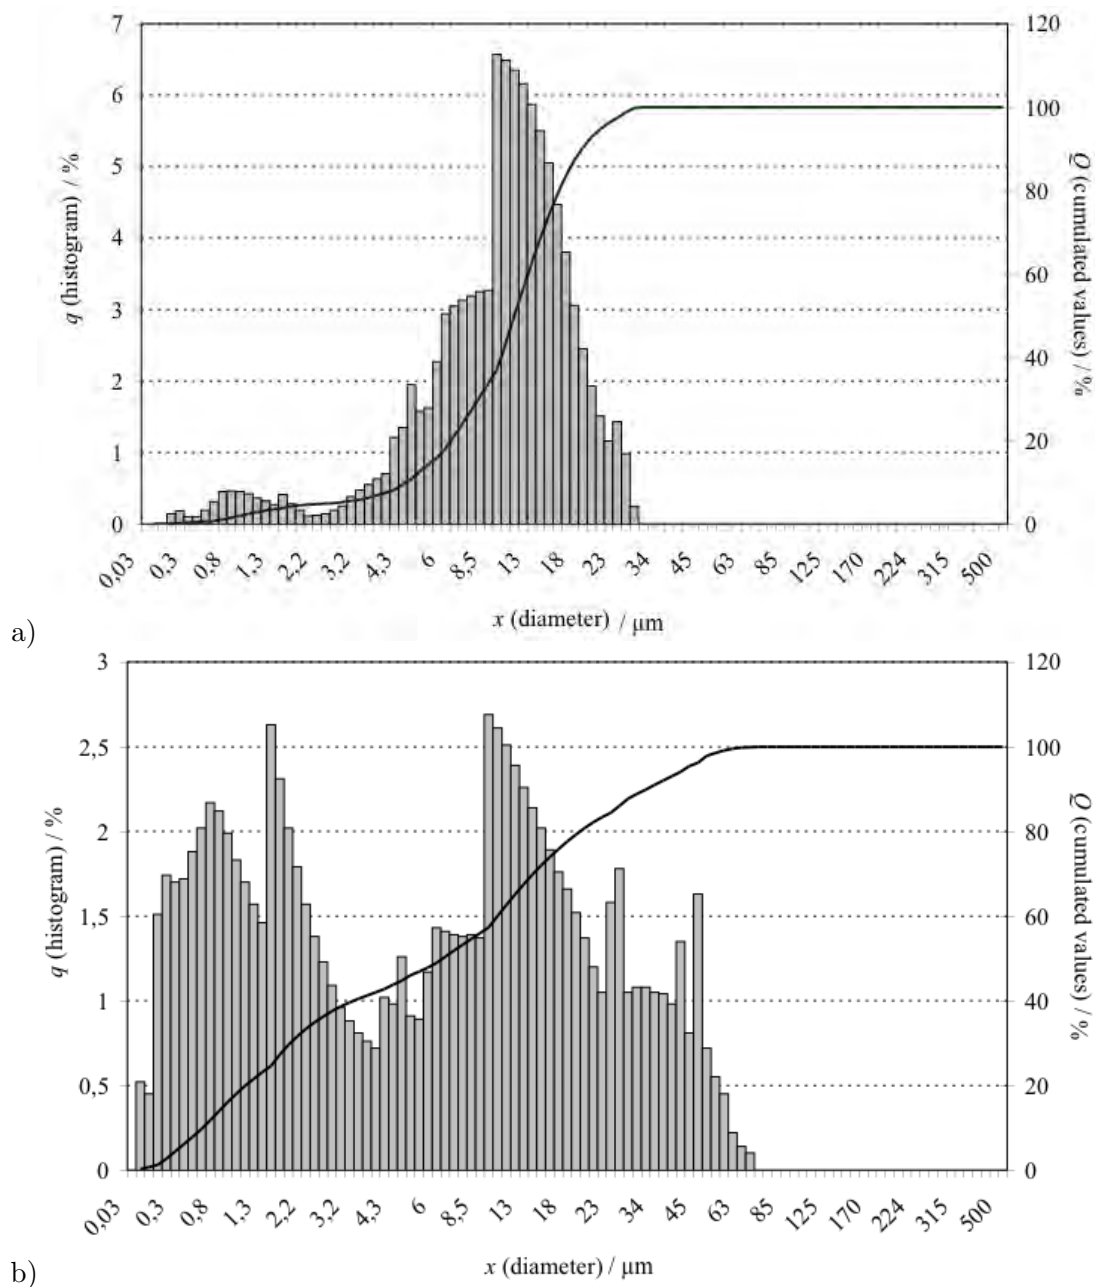 7
6
5
4
3
2
1
0
q (histogram) / %
120
100
80
60
40
20
0
Q (cumulated values) / %
0,03 0,3 0,8 1,3 2,2 3,2 4,3 6 8,5 13 18 23 34 45 63 85 125 170 224 315 500
x (diameter) / μm
a)
3
2,5
2
1,5
1
0,5
0
q (histogram) / %
120
100
80
60
40
20
0
Q (cumulated values) / %
0,03 0,3 0,8 1,3 2,2 3,2 4,3 6 8,5 13 18 23 34 45 63 85 125 170 224 315 500
x (diameter) / μm
b)